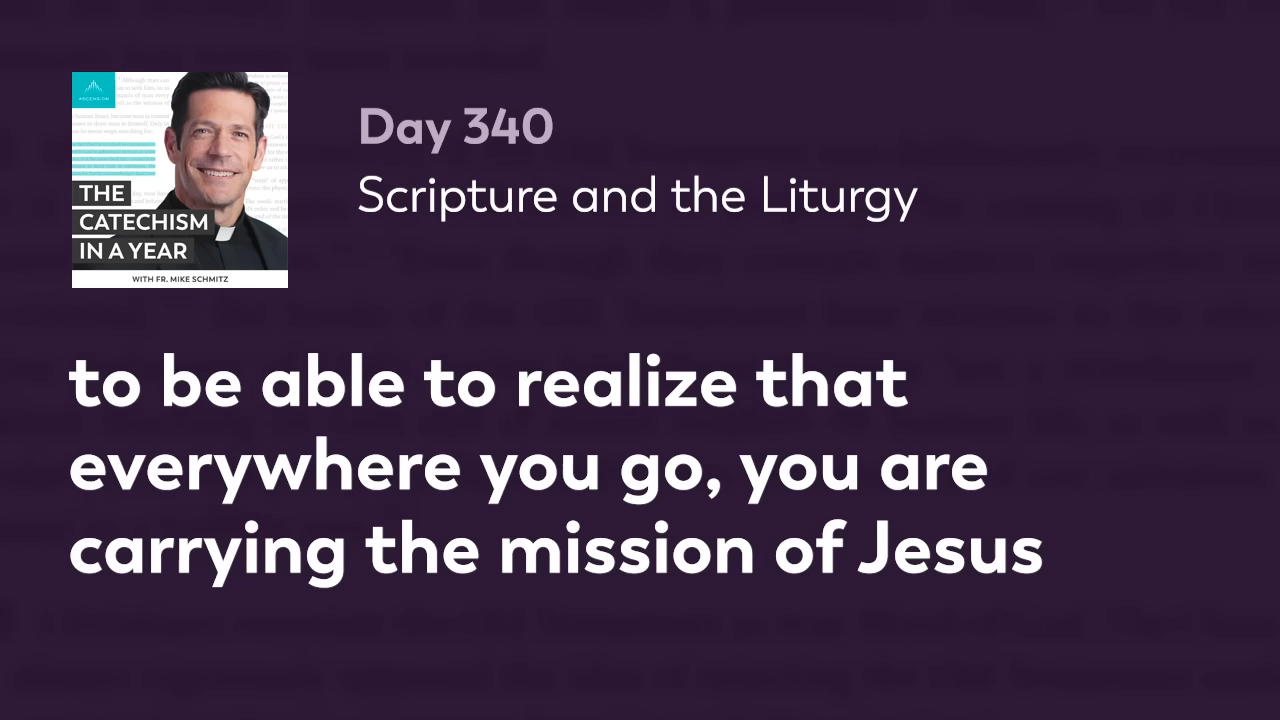 ASCENSION
THE
CATECHISM
IN A YEAR
WITH FR. MIKE SCHMITZ
Day 340
Scripture and the Liturgy
to be able to realize that
everywhere you go, you are
carrying the mission of Jesus